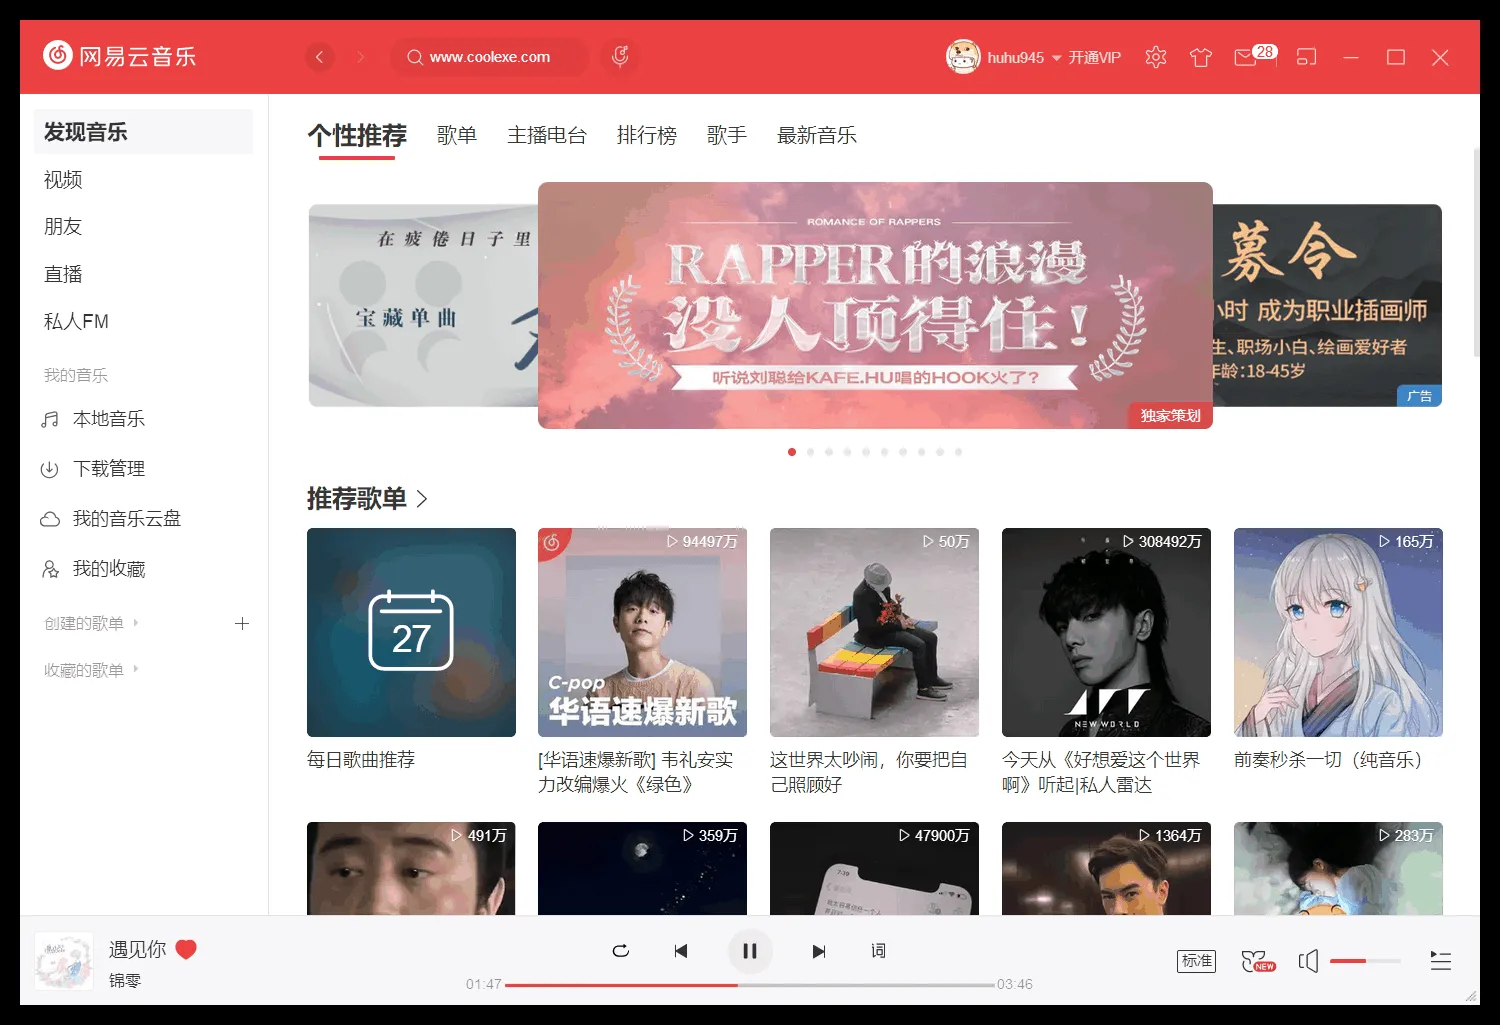 网易云音乐
www.coolexe.com
huhu945
开通VIP
28
发现音乐
视频
朋友
直播
私人FM
我的音乐
本地音乐
下载管理
我的音乐云盘
我的收藏
创建的歌单
收藏的歌单
个性推荐 歌单 主播电台 排行榜 歌手 最新音乐
在疲倦日子里
宝藏单曲
ROMANCE OF RAPPERS
RAPPER的浪漫
没人顶得住!
听说刘聪给KAFE.HU唱的HOOK火了?
独家策划
募令
小时 成为职业插画师
生、职场小白、绘画爱好者
年龄:18-45岁
广告
推荐歌单
27
每日歌曲推荐
94497万
C-pop
华语速爆新歌
[华语速爆新歌] 韦礼安实
力改编爆火《绿色》
50万
这世界太吵闹，你要把自
己照顾好
308492万
NEW WORLD
今天从《好想爱这个世界
啊》听起|私人雷达
165万
前奏秒杀一切（纯音乐）
491万
359万
47900万
7:39
1364万
283万
遇见你
锦零
词
01:47
03:46
标准
NEW